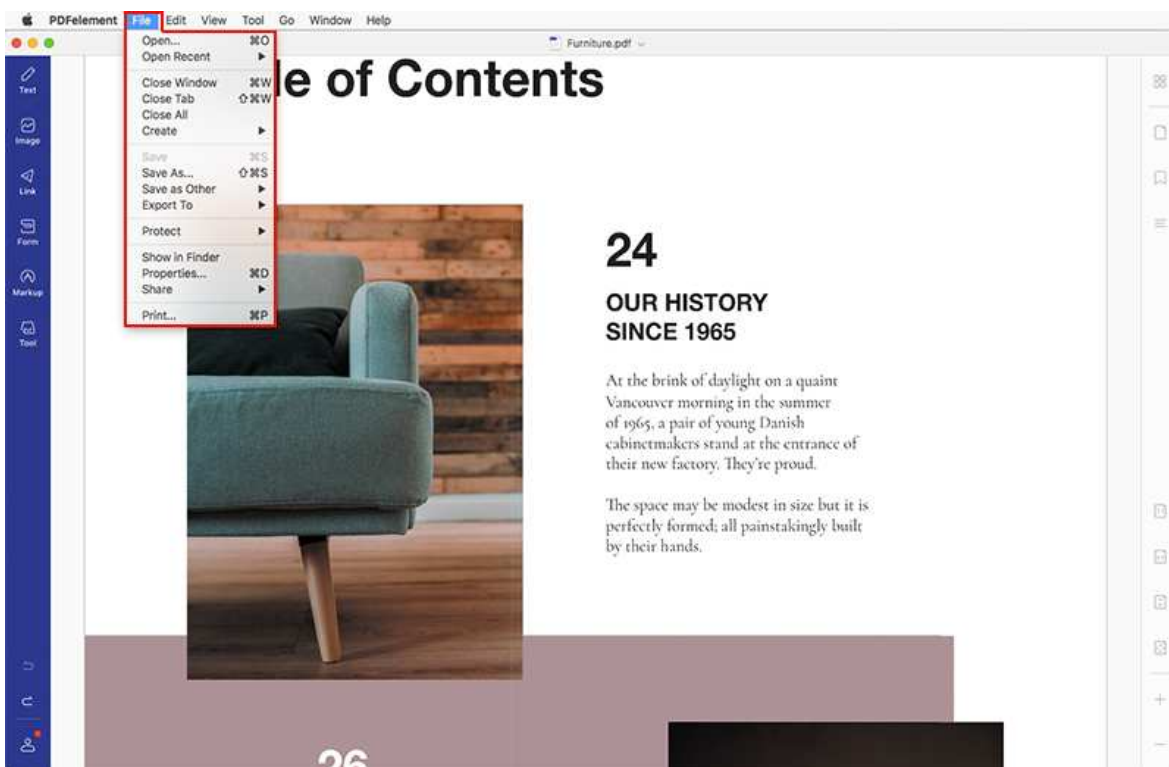 PDFelement File Edit View Tool Go Window Help
Furniture.pdf
Open... ⌘O
Open Recent ▶
Close Window ⌘W
Close Tab ⇧⌘W
Close All
Create ▶
Save ⌘S
Save As... ⇧⌘S
Save as Other ▶
Export To ▶
Protect ▶
Show in Finder
Properties... ⌘D
Share ▶
Print... ⌘P
Text
Image
Link
Form
Markup
Tool
le of Contents
24
OUR HISTORY
SINCE 1965
At the brink of daylight on a quaint
Vancouver morning in the summer
of 1965, a pair of young Danish
cabinetmakers stand at the entrance of
their new factory. They're proud.
The space may be modest in size but it is
perfectly formed; all painstakingly built
by their hands.
26